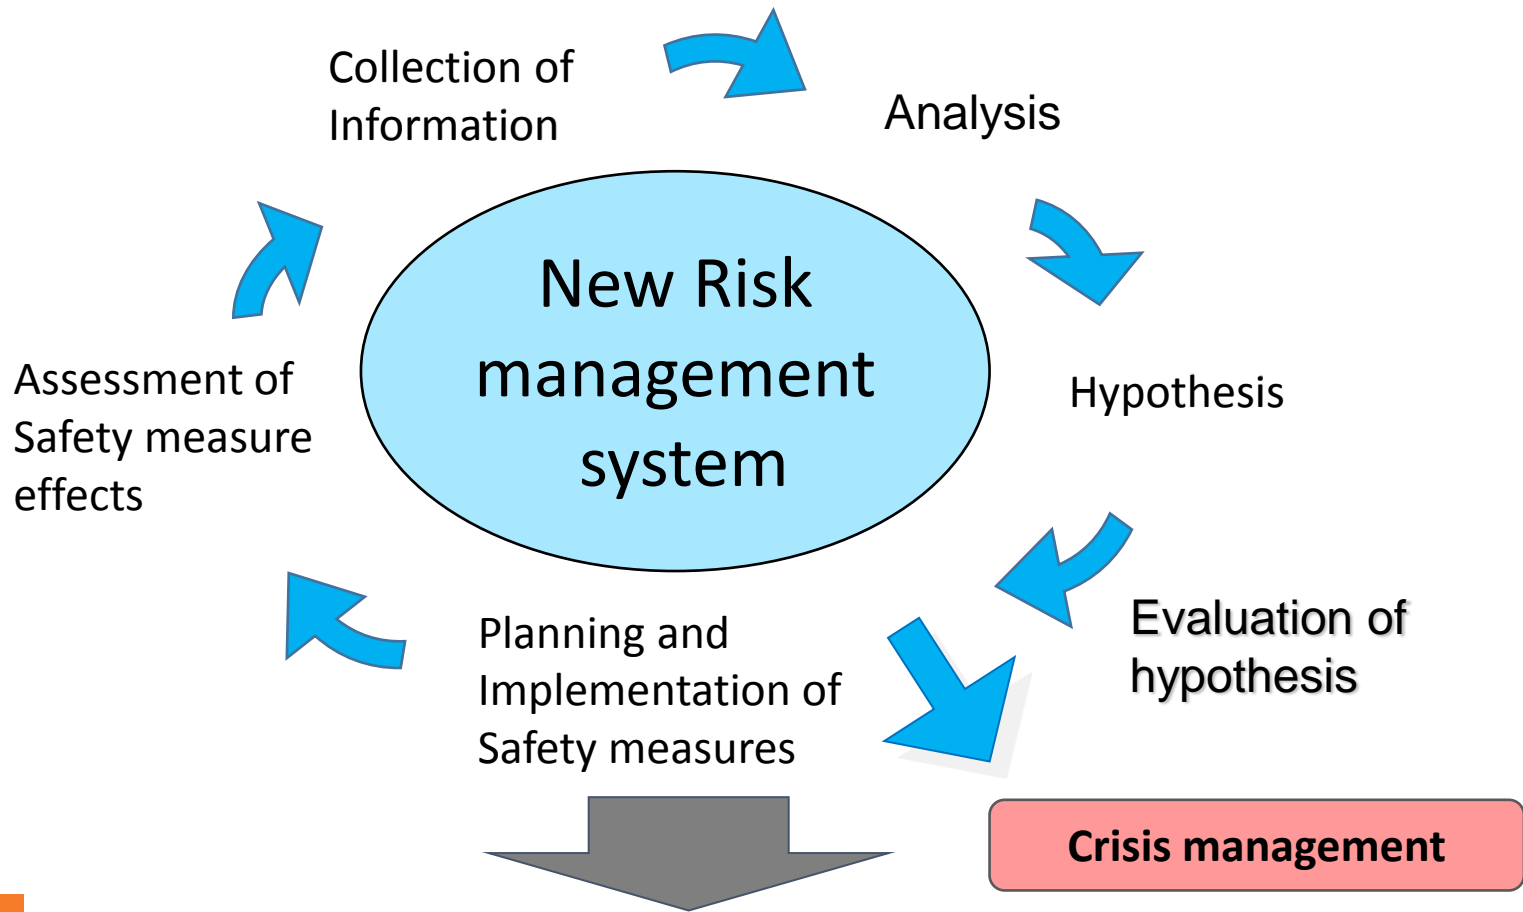 Collection of
Information
Analysis
New Risk
management
system
Hypothesis
Assessment of
Safety measure
effects
Evaluation of
hypothesis
Planning and
Implementation of
Safety measures
Crisis management